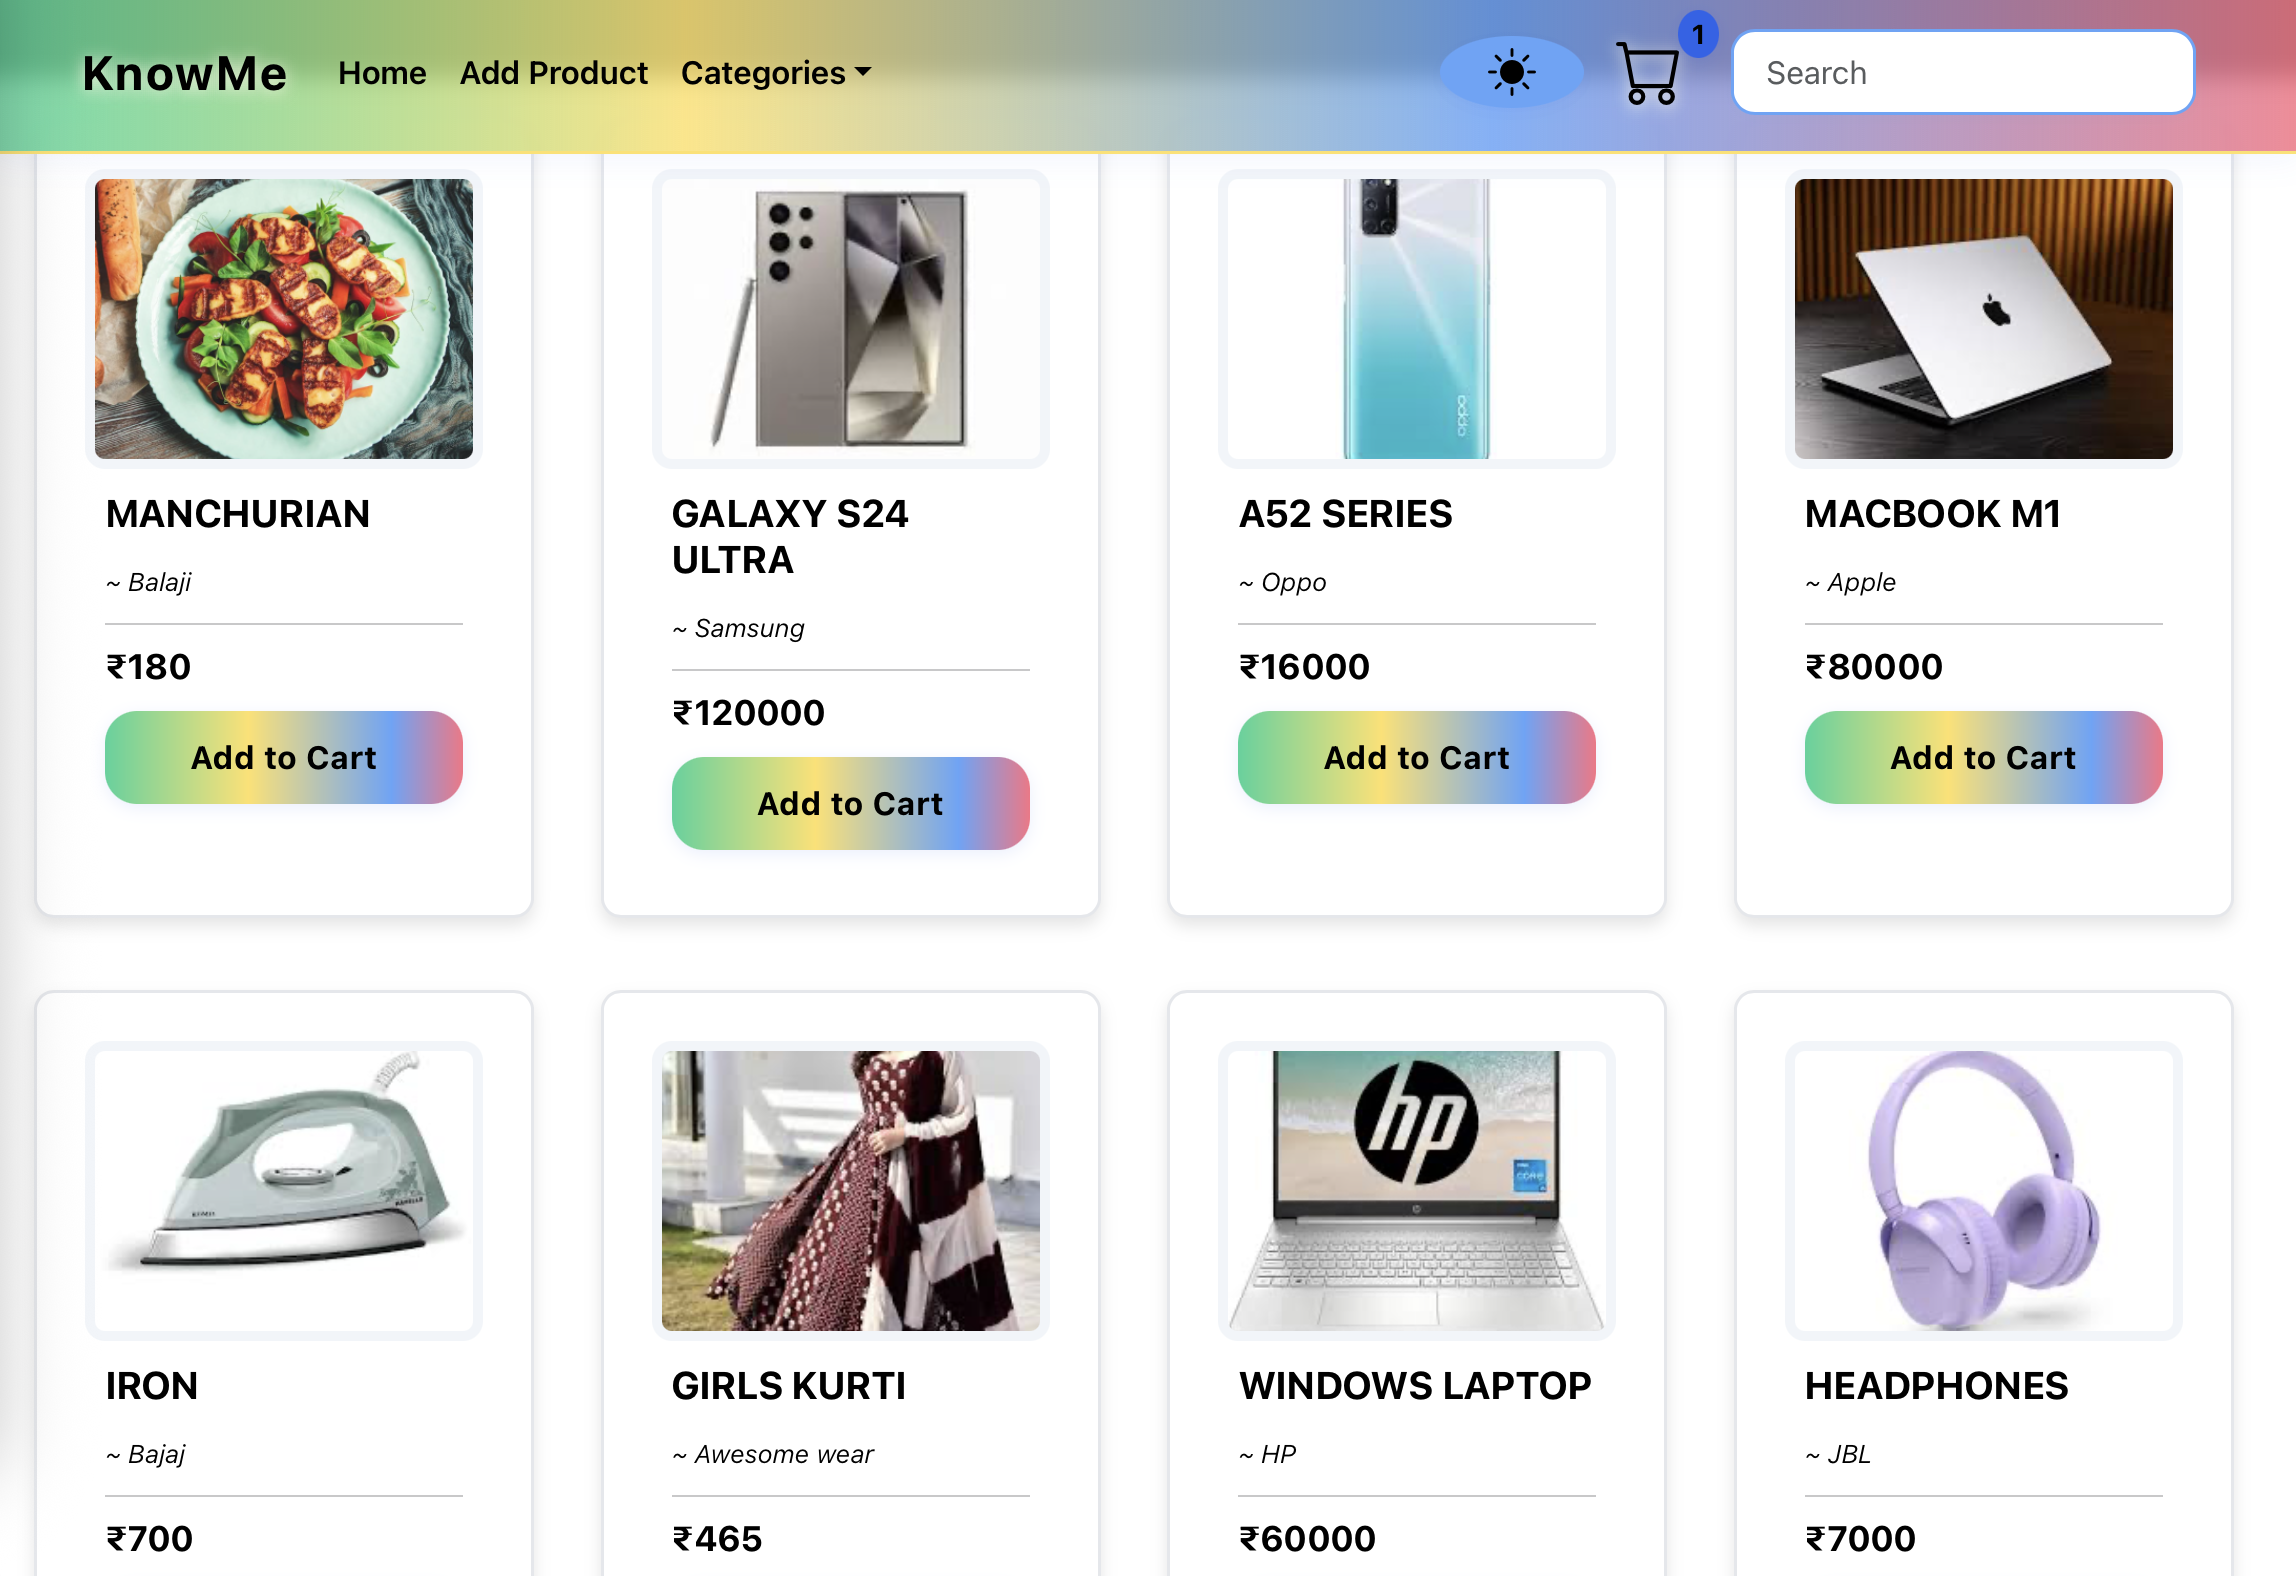 KnowMe Home Add Product Categories 1 Search
oppo
MANCHURIAN
~ Balaji
₹180
Add to Cart
GALAXY S24
ULTRA
~ Samsung
₹120000
Add to Cart
A52 SERIES
~ Oppo
₹16000
Add to Cart
MACBOOK M1
~ Apple
₹80000
Add to Cart
IRON
~ Bajaj
₹700
GIRLS KURTI
~ Awesome wear
₹465
hp
WINDOWS LAPTOP
~ HP
₹60000
HEADPHONES
~ JBL
₹7000